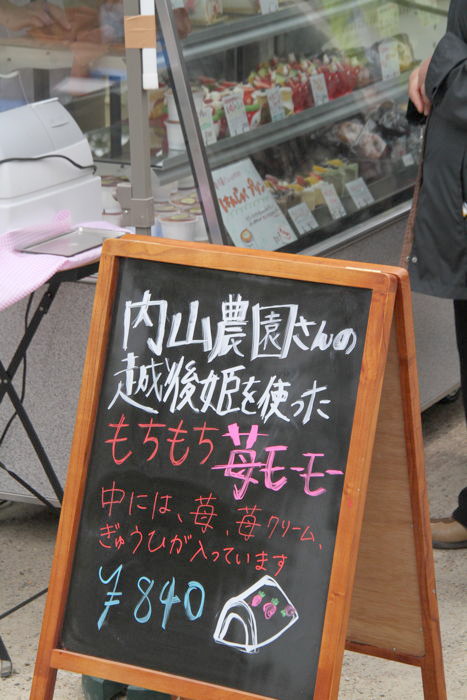 内山農園さんの
越後姫を使った
もちもち苺モーモー
中には、苺、苺クリーム、
ぎゅうひが入っています
¥840